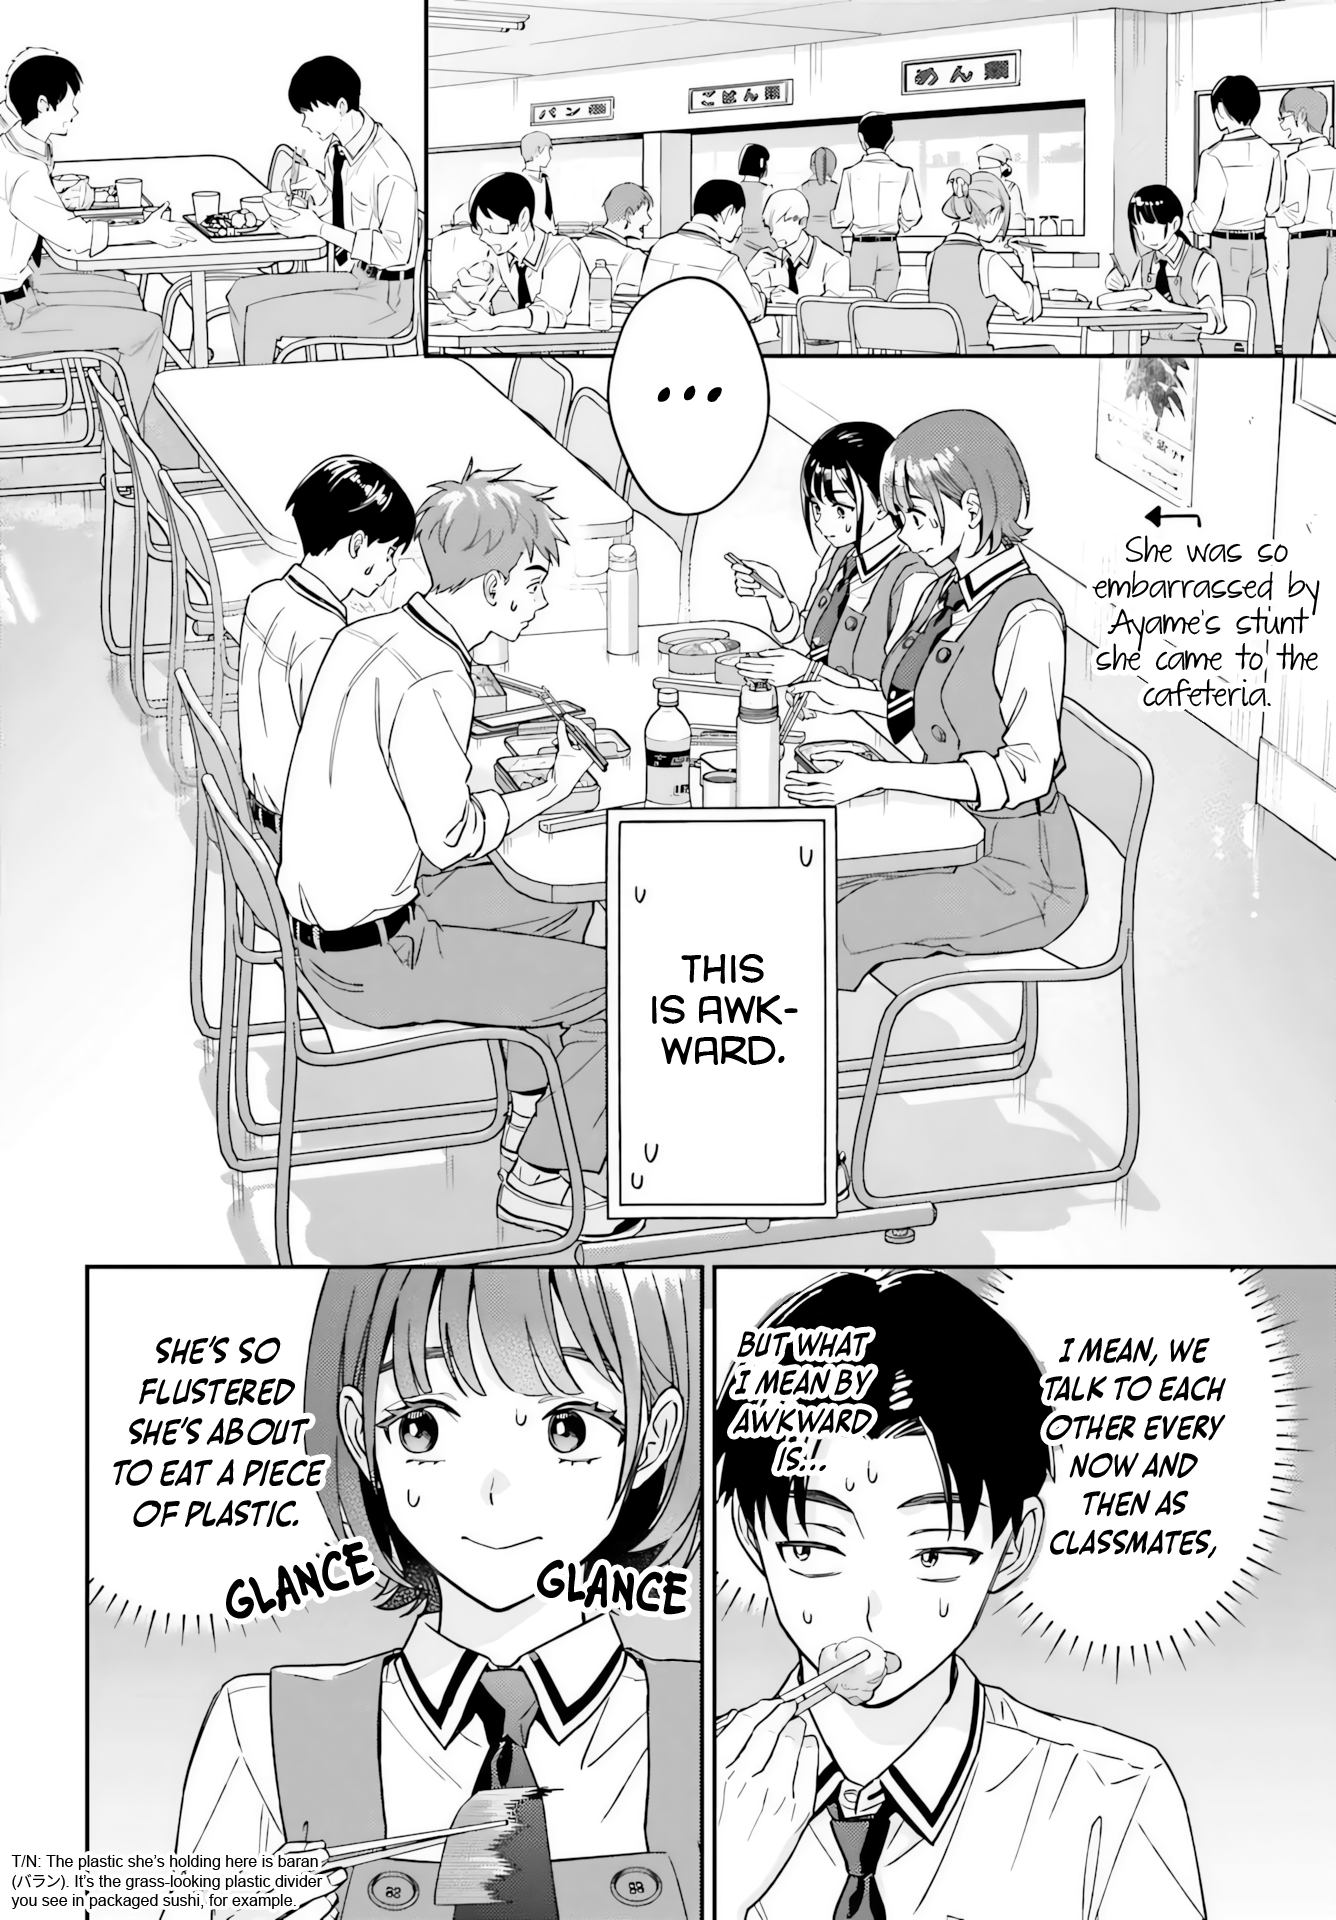 めん類
ごはん類
パン類
...
She was so
embarrassed by
Ayame's stunt
she came to the
cafeteria.
THIS
IS AWK-
WARD.
I MEAN, WE
TALK TO EACH
OTHER EVERY
NOW AND
THEN AS
CLASSMATES,
BUT WHAT
I MEAN BY
AWKWARD
IS...
SHE'S SO
FLUSTERED
SHE'S ABOUT
TO EAT A PIECE
OF PLASTIC.
GLANCE
GLANCE
T/N: The plastic she's holding here is baran
(バラン). It's the grass-looking plastic divider
you see in packaged sushi, for example.